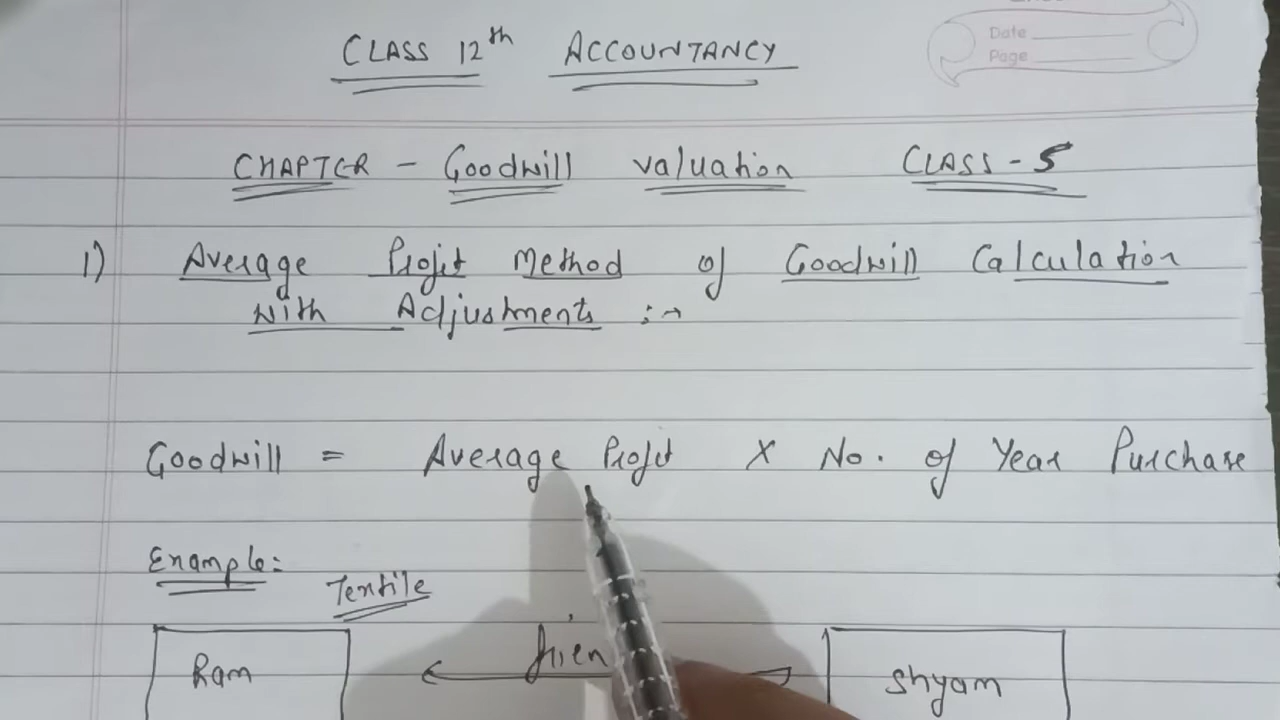 Date
Page
CLASS 12th ACCOUNTANCY
CHAPTER - Goodwill valuation CLASS - 5
1) Average Profit Method of Goodwill Calculation
With Adjustments :→
Goodwill = Average Profit X No. of Year Purchase
Example:
Textile
Ram
Shyam